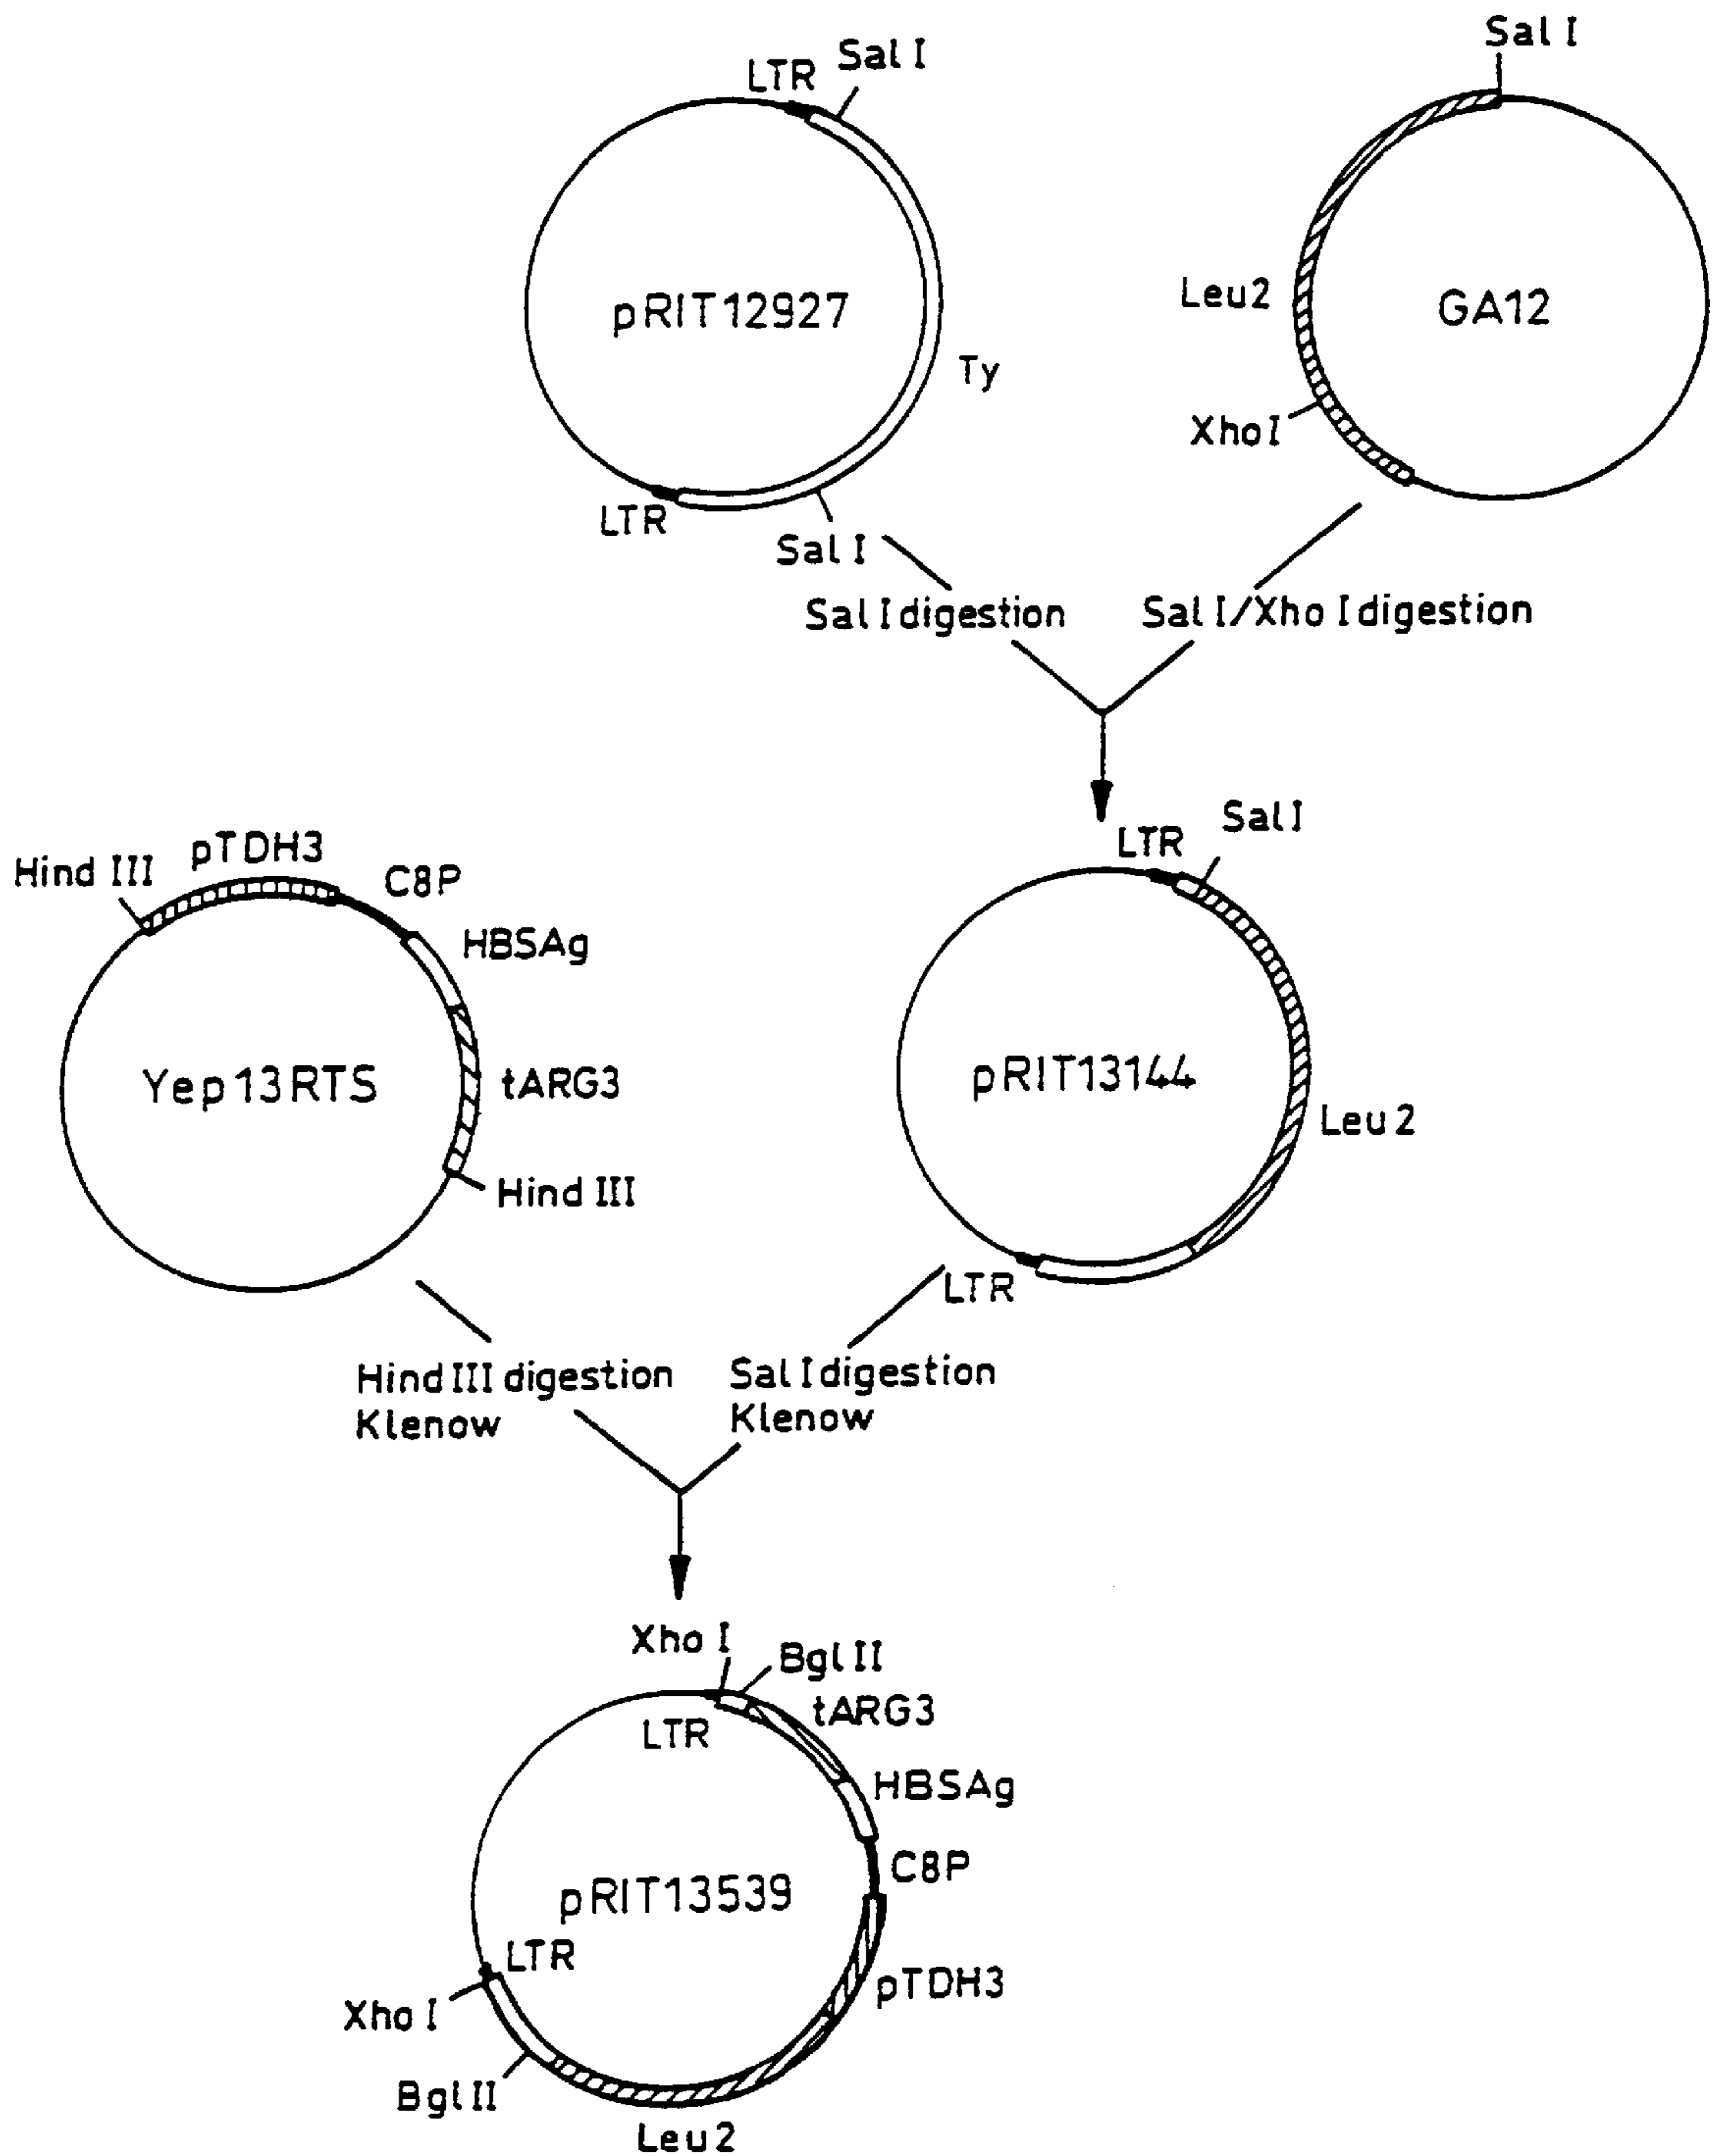 Sal I
LTR
Sal I
pRIT12927
Leu2
GA12
Ty
Xho I
LTR
Sal I
Sal I digestion
Sal I/Xho I digestion
LTR
Sal I
pTDH3
Hind III
C8P
HBSAg
Yep13RTS
tARG3
pRIT13144
Leu2
Hind III
LTR
Hind III digestion
Klenow
Sal I digestion
Klenow
Xho I
Bgl II
tARG3
LTR
HBSAg
C8P
pRIT13539
LTR
pTDH3
Xho I
Bgl II
Leu2